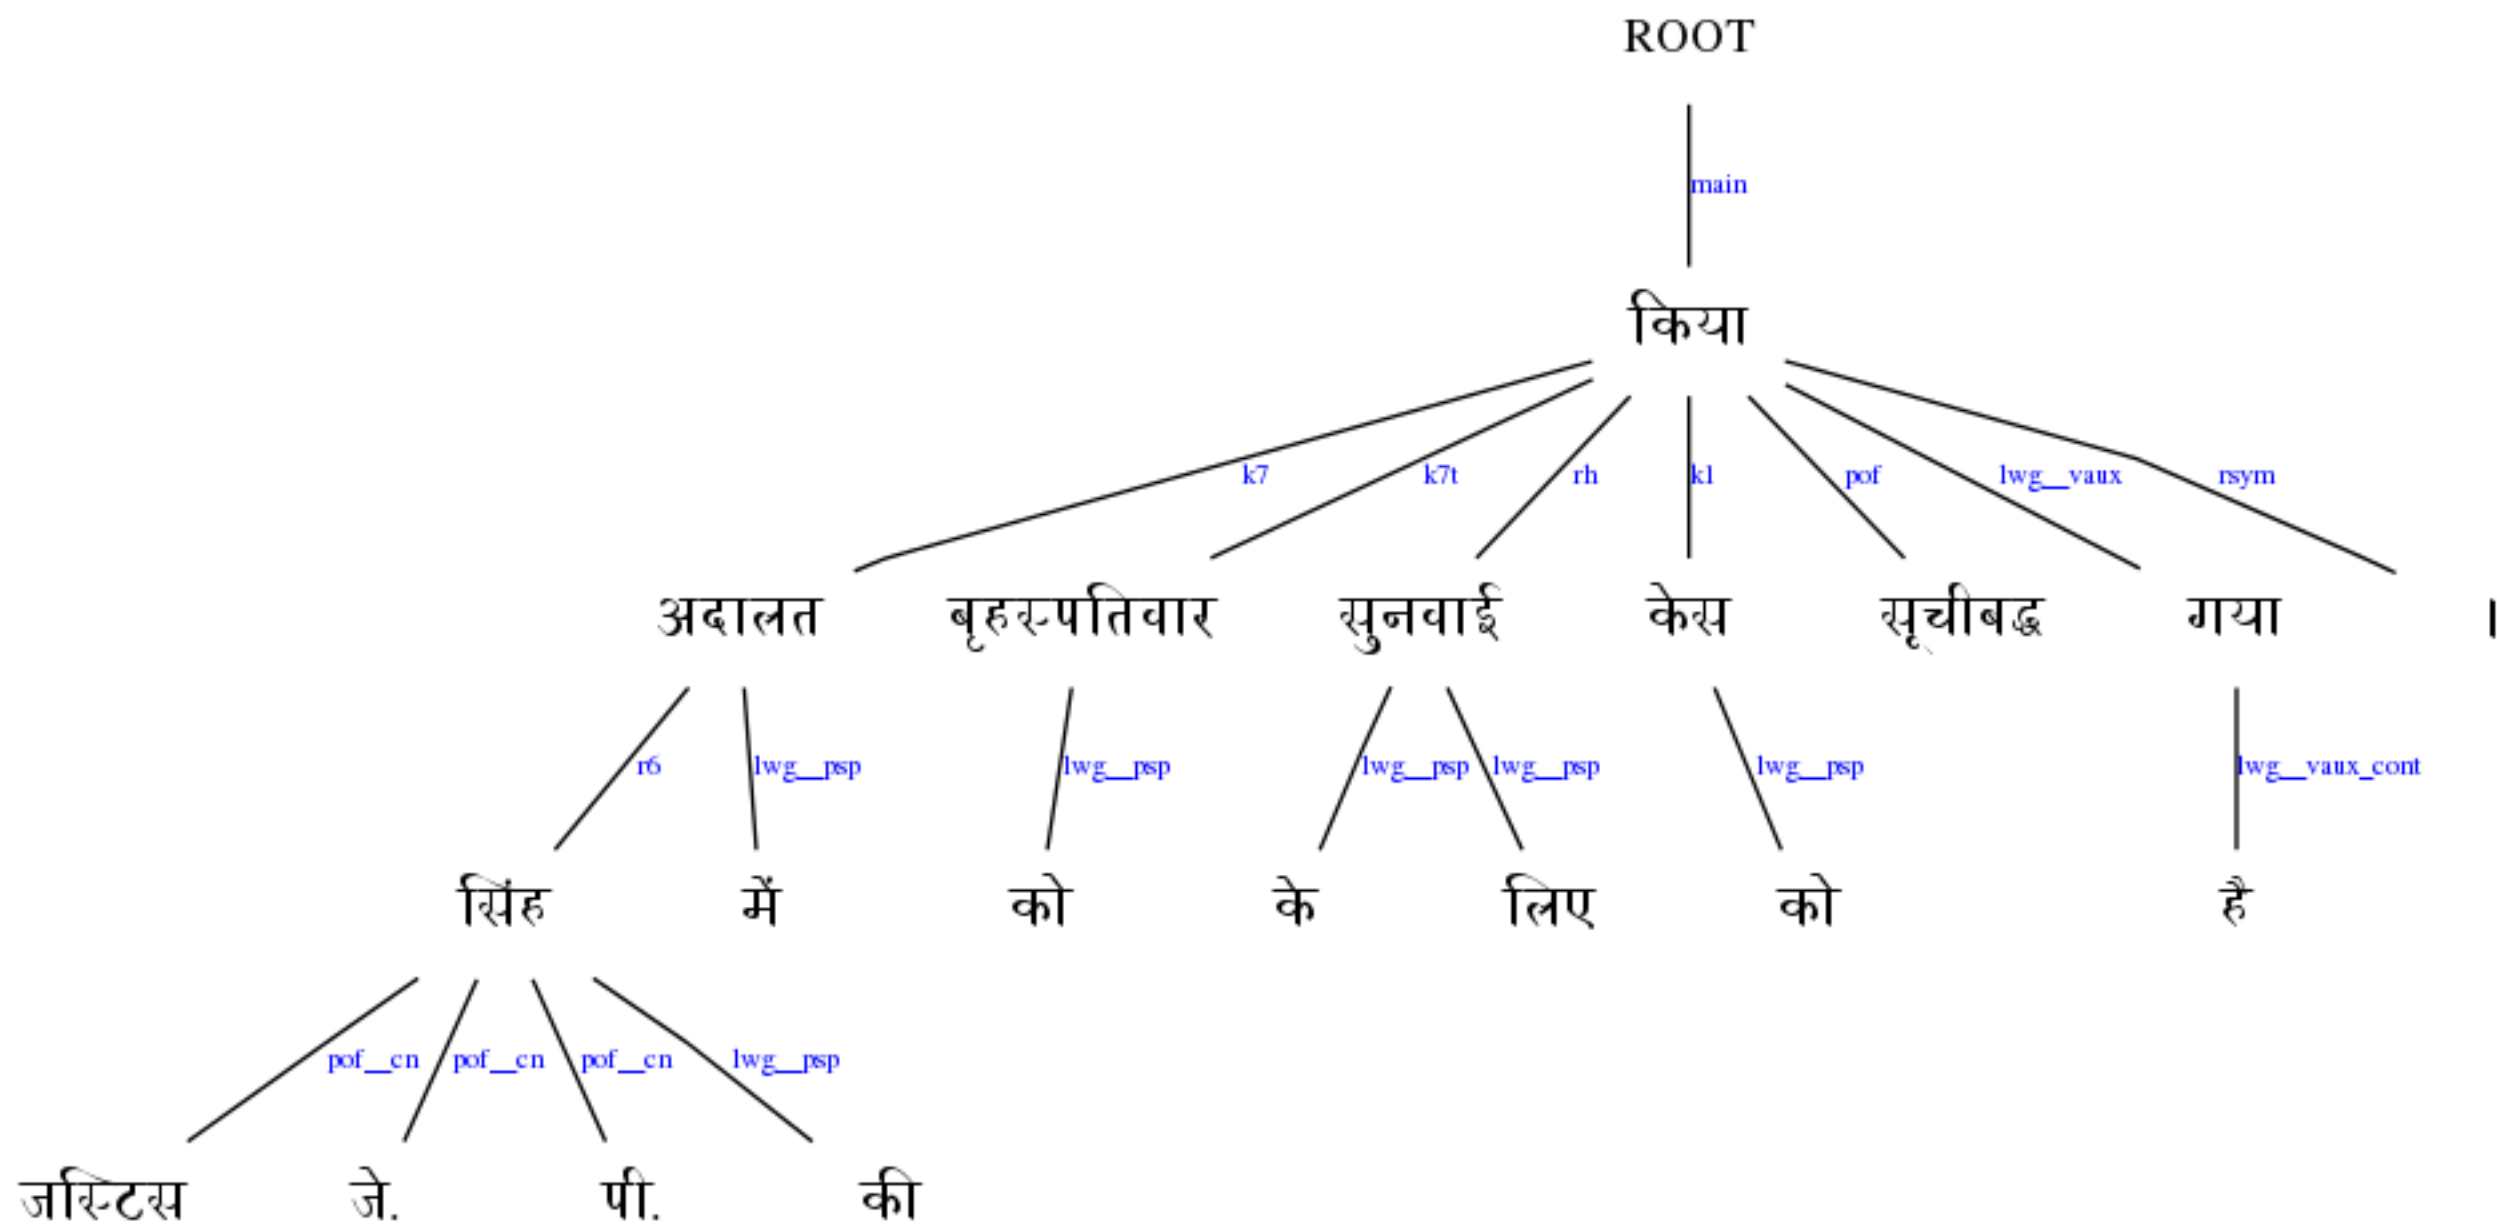 ROOT
main
किया
k7 k7t rh k1 pof lwg__vaux rsym
अदालत बृहस्पतिवार सुनवाई केस सूचीबद्ध गया ।
r6 lwg__psp lwg__psp lwg__psp lwg__psp lwg__psp lwg__vaux_cont
सिंह में को के लिए को है
pof__cn pof__cn pof__cn lwg__psp
जस्टिस जे. पी. की